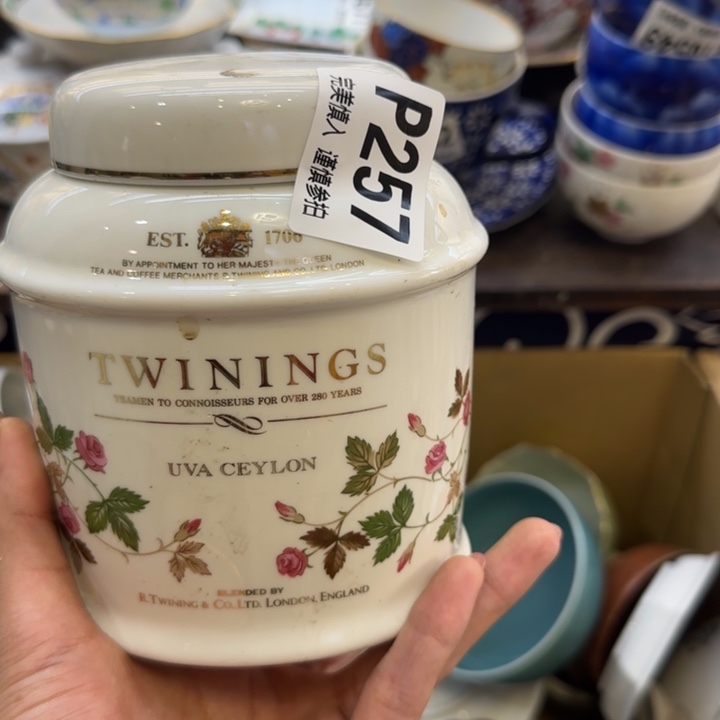 P257
完美慎入 謹慎參拍
EST. 1706
BY APPOINTMENT TO HER MAJESTY THE QUEEN
TEA AND COFFEE MERCHANTS R. TWINING AND CO. LTD. LONDON
TWININGS
TEAMEN TO CONNOISSEURS FOR OVER 280 YEARS
UVA CEYLON
BLENDED BY
R. TWINING & CO. LTD. LONDON, ENGLAND